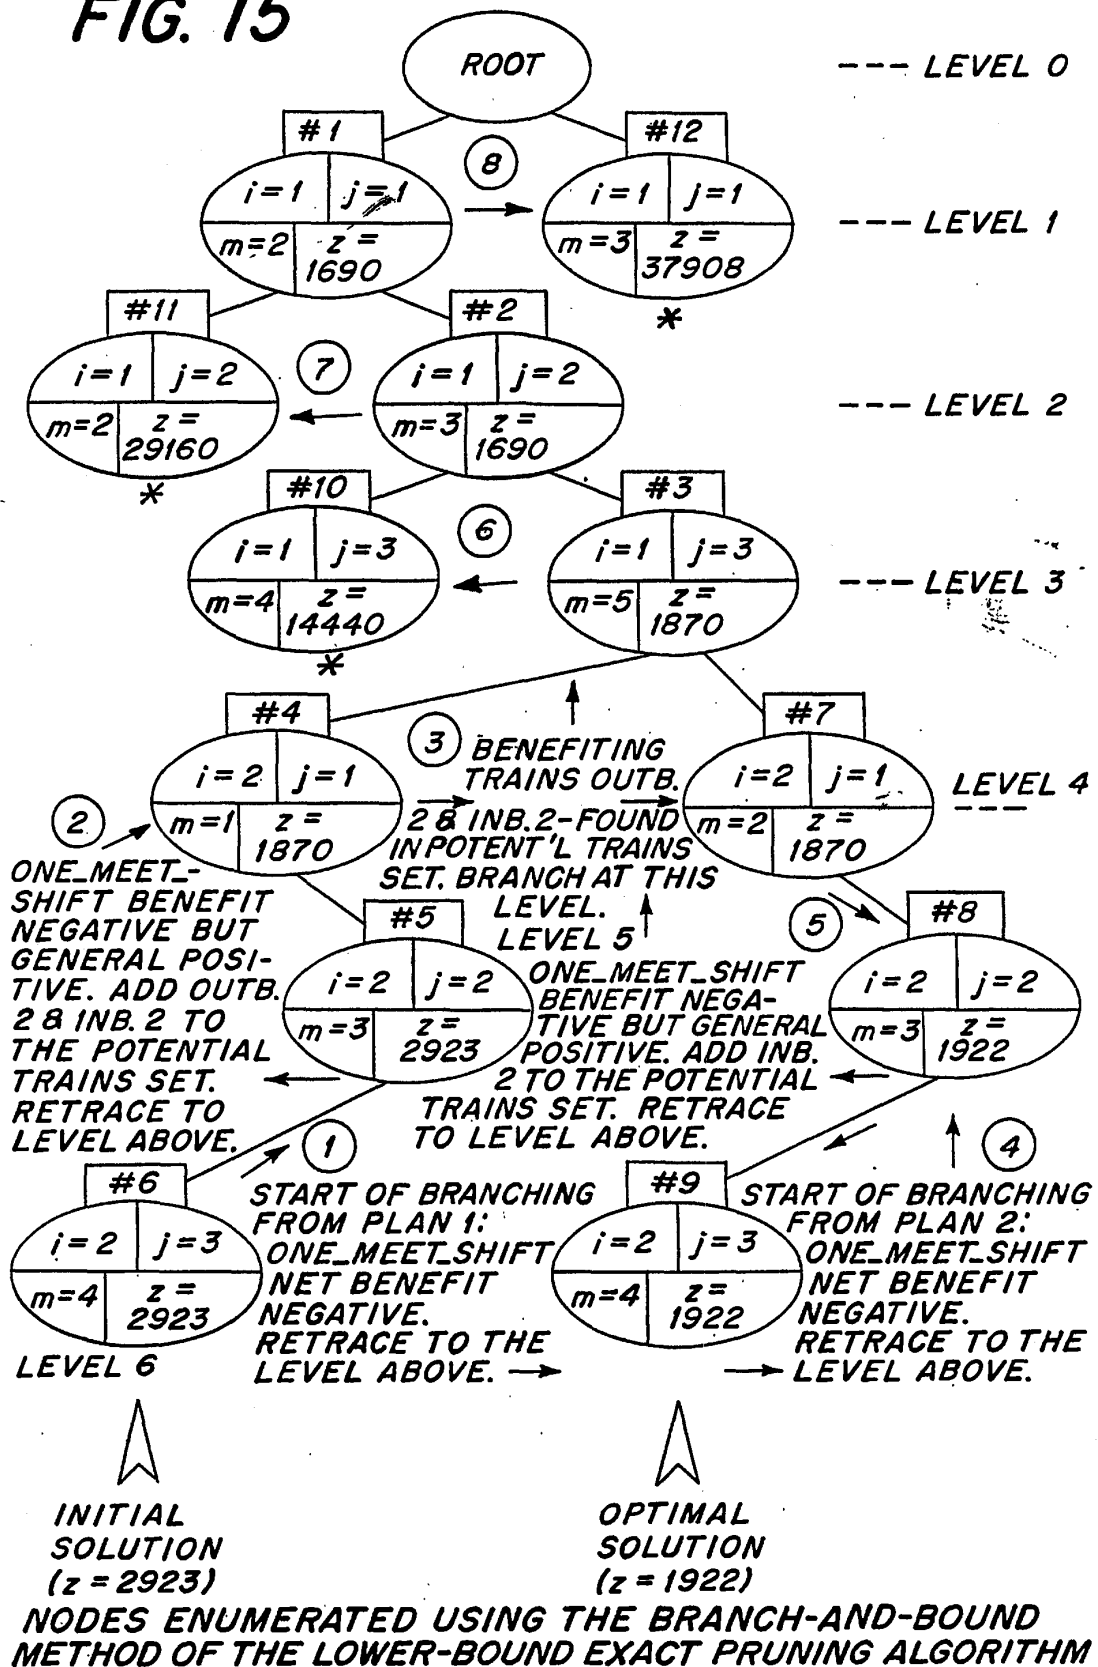 FIG. 15
ROOT
--- LEVEL 0
#1
8
#12
i=1 j=1
m=2 z=
1690
i=1 j=1
m=3 z=
37908
*
--- LEVEL 1
#11
7
#2
i=1 j=2
m=2 z=
29160
*
i=1 j=2
m=3 z=
1690
--- LEVEL 2
#10
6
#3
i=1 j=3
m=4 z=
14440
*
i=1 j=3
m=5 z=
1870
--- LEVEL 3
#4
i=2 j=1
m=1 z=
1870
3
BENEFITING
TRAINS OUTB.
2 & INB.2-FOUND
IN POTENT'L TRAINS
SET. BRANCH AT THIS
LEVEL.
#7
i=2 j=1
m=2 z=
1870
LEVEL 4
---
2
ONE_MEET_-
SHIFT BENEFIT
NEGATIVE BUT
GENERAL POSI-
TIVE. ADD OUTB.
2 & INB. 2 TO
THE POTENTIAL
TRAINS SET.
RETRACE TO
LEVEL ABOVE.
#5
i=2 j=2
m=3 z=
2923
LEVEL 5
5
ONE_MEET_SHIFT
BENEFIT NEGA-
TIVE BUT GENERAL
POSITIVE. ADD INB.
2 TO THE POTENTIAL
TRAINS SET. RETRACE
TO LEVEL ABOVE.
#8
i=2 j=2
m=3 z=
1922
#6
i=2 j=3
m=4 z=
2923
LEVEL 6
1
START OF BRANCHING
FROM PLAN 1:
ONE_MEET_SHIFT
NET BENEFIT
NEGATIVE.
RETRACE TO THE
LEVEL ABOVE.
#9
i=2 j=3
m=4 z=
1922
4
START OF BRANCHING
FROM PLAN 2:
ONE_MEET_SHIFT
NET BENEFIT
NEGATIVE.
RETRACE TO THE
LEVEL ABOVE.
INITIAL
SOLUTION
(z = 2923)
OPTIMAL
SOLUTION
(z = 1922)
NODES ENUMERATED USING THE BRANCH-AND-BOUND
METHOD OF THE LOWER-BOUND EXACT PRUNING ALGORITHM